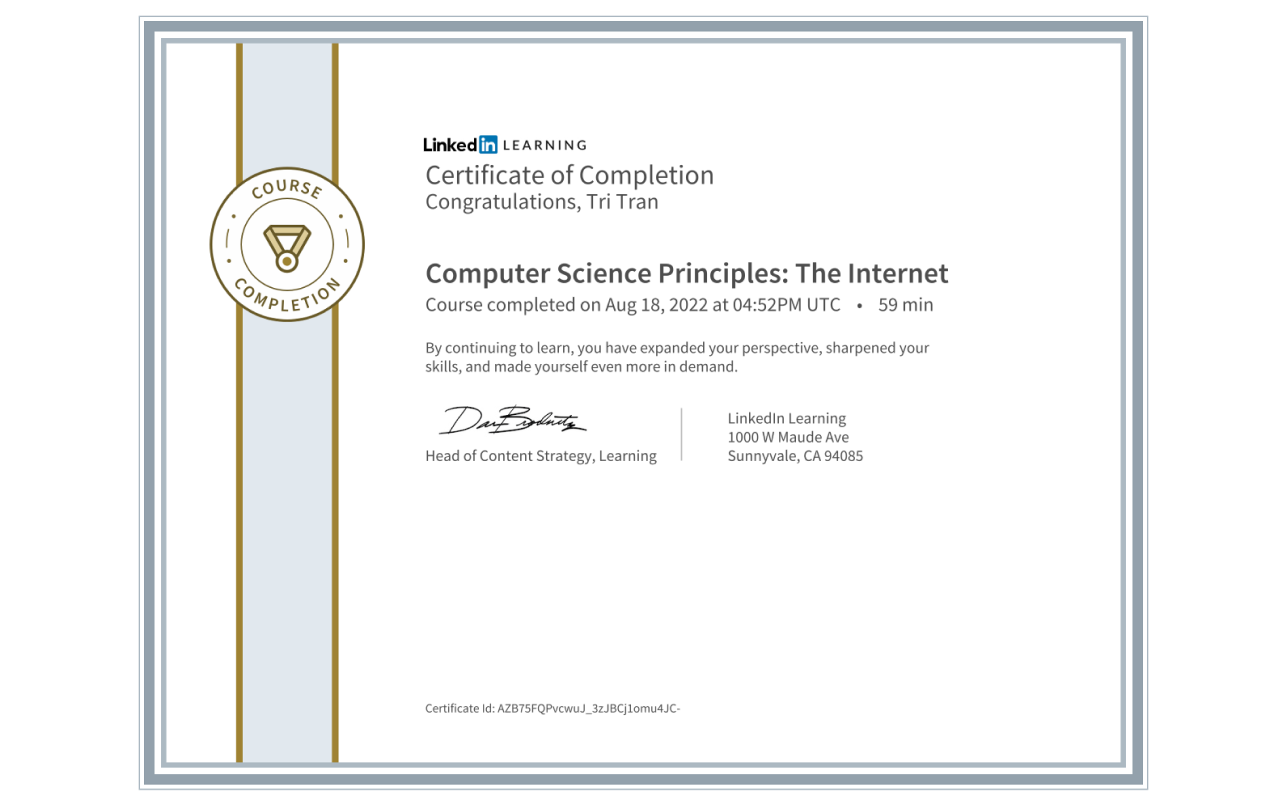 COURSE
COMPLETION
Linked in LEARNING
Certificate of Completion
Congratulations, Tri Tran
Computer Science Principles: The Internet
Course completed on Aug 18, 2022 at 04:52PM UTC • 59 min
By continuing to learn, you have expanded your perspective, sharpened your
skills, and made yourself even more in demand.
Head of Content Strategy, Learning
LinkedIn Learning
1000 W Maude Ave
Sunnyvale, CA 94085
Certificate Id: AZB75FQPvcwuJ_3zJBCj1omu4JC-